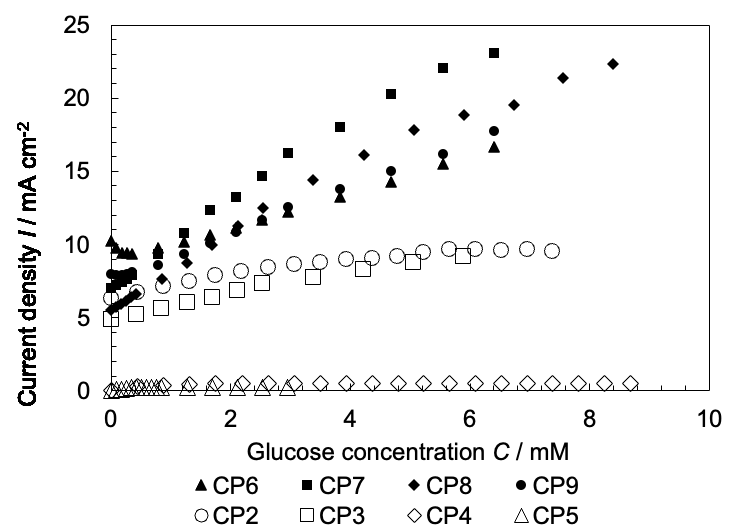 25
20
15
10
5
0
Current density I / mA cm-2
0 2 4 6 8 10
Glucose concentration C / mM
CP6 CP7 CP8 CP9
CP2 CP3 CP4 CP5